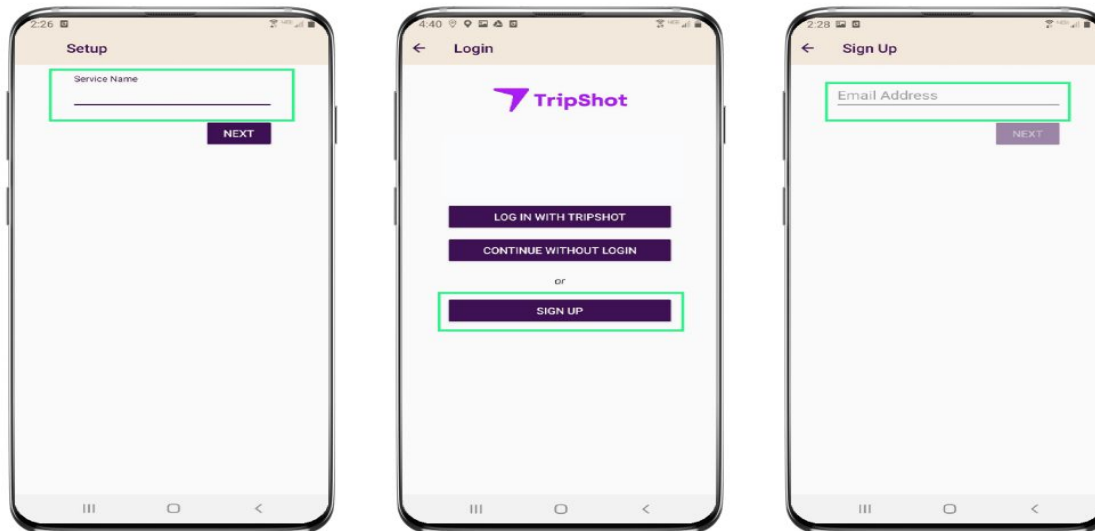 2:26
Setup
Service Name
NEXT
4:40
Login
TripShot
LOG IN WITH TRIPSHOT
CONTINUE WITHOUT LOGIN
or
SIGN UP
2:28
Sign Up
Email Address
NEXT